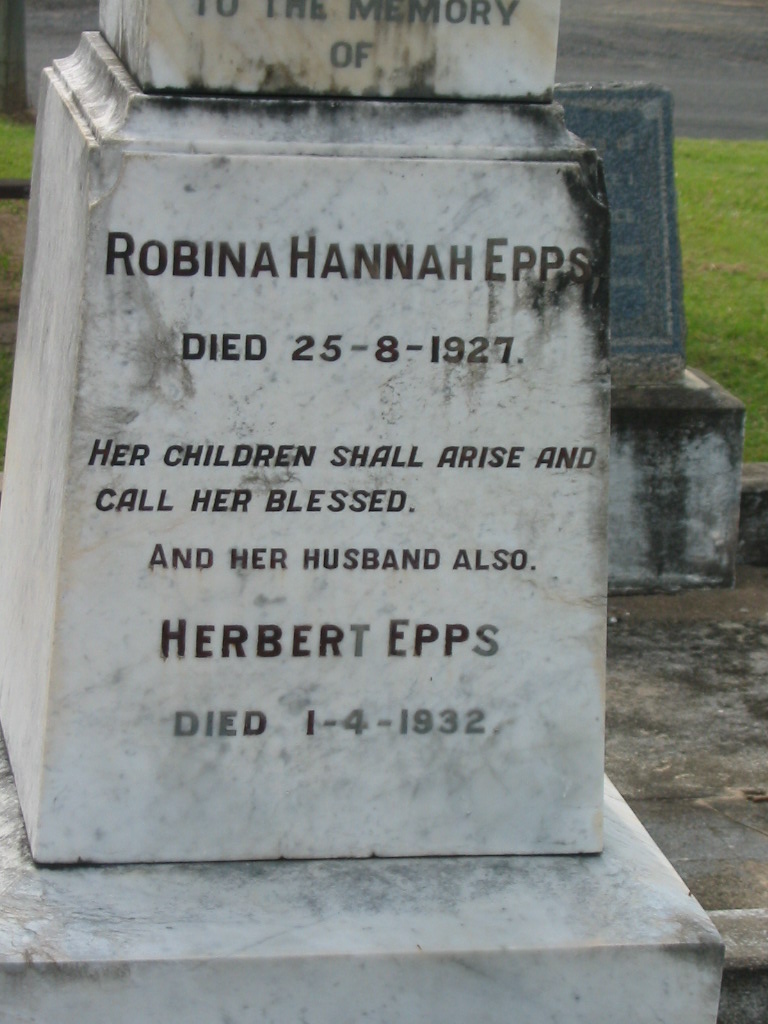 TO THE MEMORY
OF
ROBINA HANNAH EPPS
DIED 25-8-1927.
HER CHILDREN SHALL ARISE AND
CALL HER BLESSED.
AND HER HUSBAND ALSO.
HERBERT EPPS
DIED 1-4-1932.